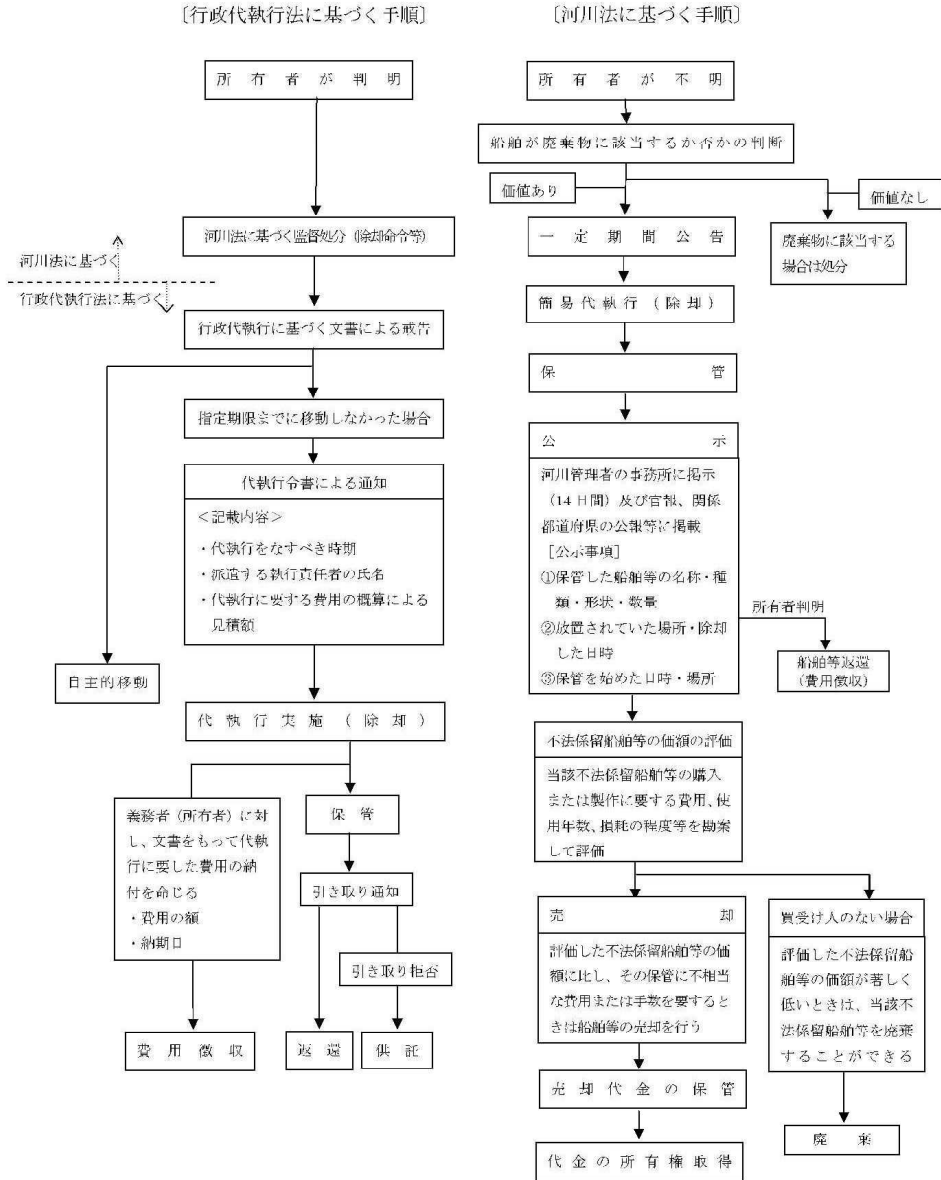 〔行政代執行法に基づく手順〕
所有者が判明
河川法に基づく監督処分（除却命令等）
河川法に基づく
行政代執行法に基づく
行政代執行に基づく文書による戒告
指定期限までに移動しなかった場合
代執行令書による通知
＜記載内容＞
・代執行をなすべき時期
・派遣する執行責任者の氏名
・代執行に要する費用の概算による
見積額
自主的移動
代執行実施（除却）
義務者（所有者）に対
し、文書をもって代執
行に要した費用の納
付を命じる
・費用の額
・納期日
保管
引き取り通知
引き取り拒否
費用徴収
返還
供託
〔河川法に基づく手順〕
所有者が不明
船舶が廃棄物に該当するか否かの判断
価値あり
価値なし
一定期間公告
廃棄物に該当する
場合は処分
簡易代執行（除却）
保管
公示
河川管理者の事務所に掲示
（14日間）及び官報、関係
都道府県の公報等に掲載
［公示事項］
①保管した船舶等の名称・種
類・形状・数量
②放置されていた場所・除却
した日時
③保管を始めた日時・場所
所有者判明
船舶等返還
（費用徴収）
不法係留船舶等の価額の評価
当該不法係留船舶等の購入
または製作に要する費用、使
用年数、損耗の程度等を勘案
して評価
売却
評価した不法係留船舶等の価
額に比し、その保管に不相当
な費用または手数を要すると
きは船舶等の売却を行う
買受け人のない場合
評価した不法係留船
舶等の価額が著しく
低いときは、当該不
法係留船舶等を廃棄
することができる
売却代金の保管
廃棄
代金の所有権取得